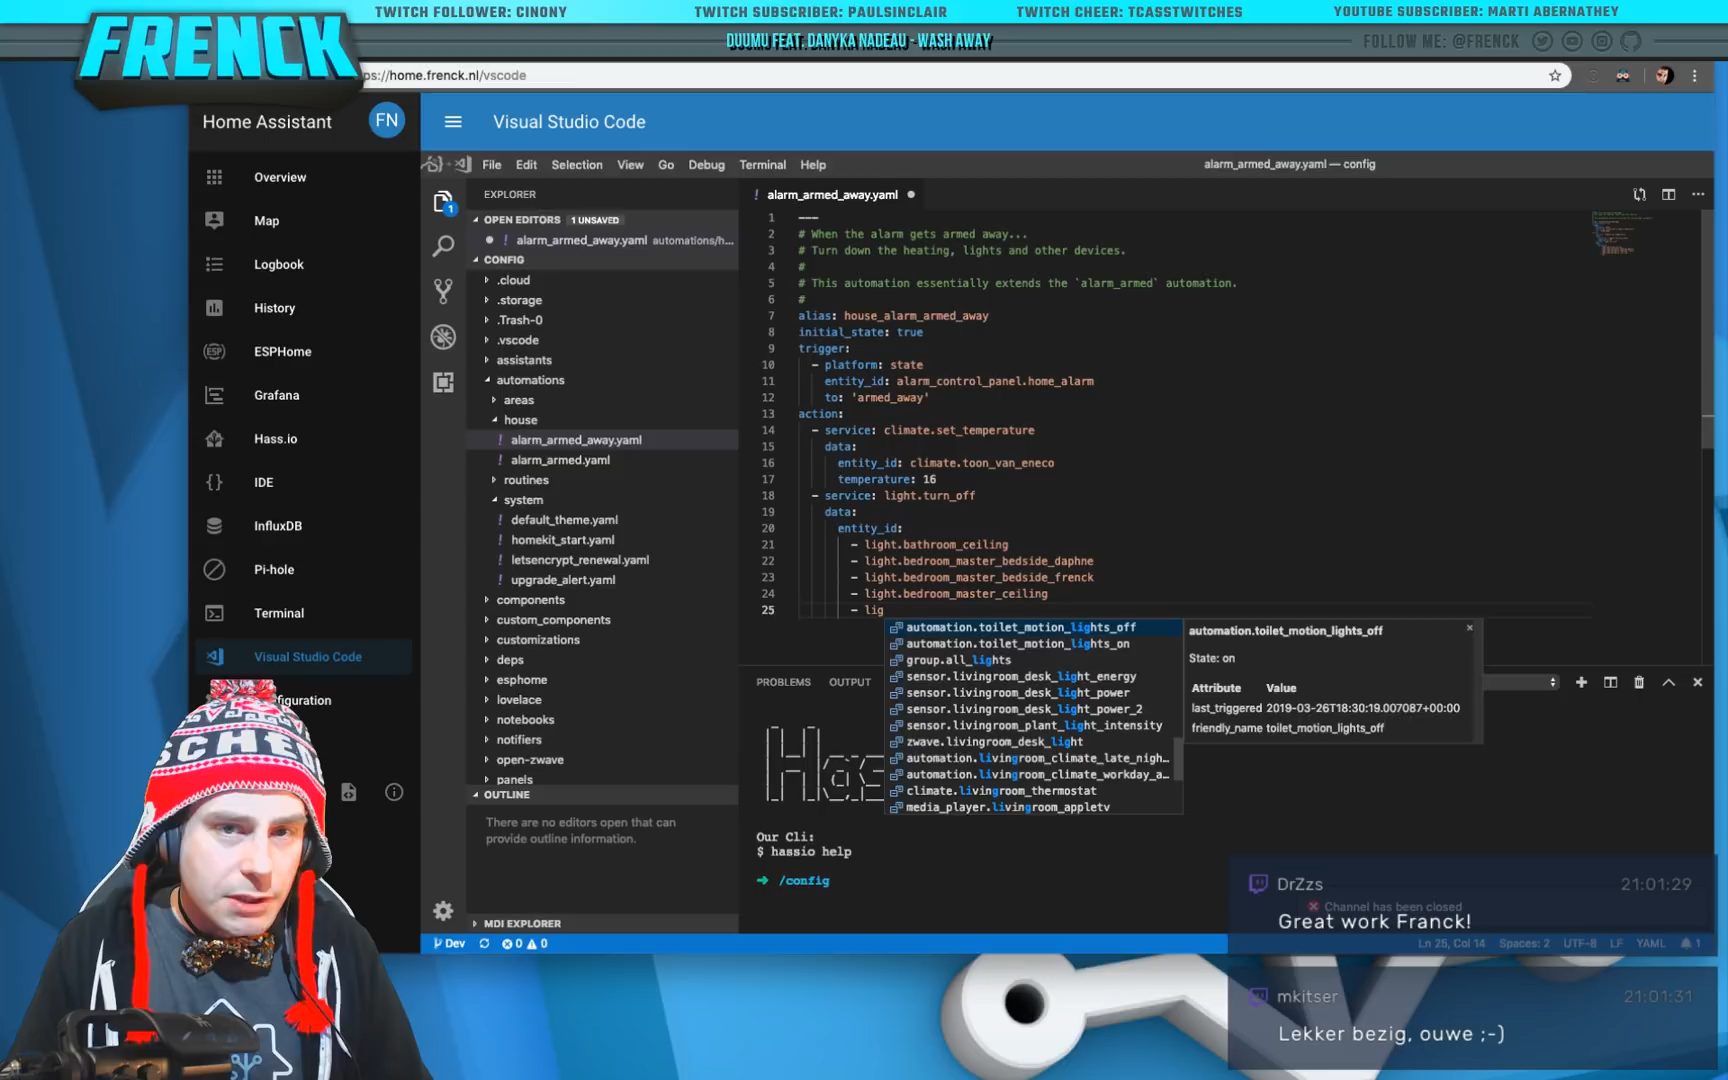 TWITCH FOLLOWER: CINONY
TWITCH SUBSCRIBER: PAULSINCLAIR
TWITCH CHEER: TCASSTWITCHES
YOUTUBE SUBSCRIBER: MARTI ABERNATHEY
FRENCK
DUUMU FEAT. DANYKA NADEAU - WASH AWAY
FOLLOW ME: @FRENCK
ps://home.frenck.nl/vscode
Home Assistant
FN
Visual Studio Code
Overview
Map
Logbook
History
ESPHome
Grafana
Hass.io
IDE
InfluxDB
Pi-hole
Terminal
Visual Studio Code
figuration
File Edit Selection View Go Debug Terminal Help
alarm_armed_away.yaml — config
EXPLORER
OPEN EDITORS 1 UNSAVED
! alarm_armed_away.yaml automations/h...
CONFIG
.cloud
.storage
.Trash-0
.vscode
assistants
automations
areas
house
! alarm_armed_away.yaml
! alarm_armed.yaml
routines
system
! default_theme.yaml
! homekit_start.yaml
! letsencrypt_renewal.yaml
! upgrade_alert.yaml
components
custom_components
customizations
deps
esphome
lovelace
notebooks
notifiers
open-zwave
panels
OUTLINE
There are no editors open that can
provide outline information.
MDI EXPLORER
! alarm_armed_away.yaml
1 ---
2 # When the alarm gets armed away...
3 # Turn down the heating, lights and other devices.
4 #
5 # This automation essentially extends the `alarm_armed` automation.
6 #
7 alias: house_alarm_armed_away
8 initial_state: true
9 trigger:
10 - platform: state
11 entity_id: alarm_control_panel.home_alarm
12 to: 'armed_away'
13 action:
14 - service: climate.set_temperature
15 data:
16 entity_id: climate.toon_van_eneco
17 temperature: 16
18 - service: light.turn_off
19 data:
20 entity_id:
21 - light.bathroom_ceiling
22 - light.bedroom_master_bedside_daphne
23 - light.bedroom_master_bedside_frenck
24 - light.bedroom_master_ceiling
25 - lig
automation.toilet_motion_lights_off
automation.toilet_motion_lights_on
group.all_lights
sensor.livingroom_desk_light_energy
sensor.livingroom_desk_light_power
sensor.livingroom_desk_light_power_2
sensor.livingroom_plant_light_intensity
zwave.livingroom_desk_light
automation.livingroom_climate_late_nigh...
automation.livingroom_climate_workday_a...
climate.livingroom_thermostat
media_player.livingroom_appletv
automation.toilet_motion_lights_off
State: on
Attribute Value
last_triggered 2019-03-26T18:30:19.007087+00:00
friendly_name toilet_motion_lights_off
PROBLEMS OUTPUT
Our Cli:
$ hassio help
➜ /config
Dev 0 0
Ln 25, Col 14 Spaces: 2 UTF-8 LF YAML 1
DrZzs 21:01:29
Channel has been closed
Great work Franck!
mkitser 21:01:31
Lekker bezig, ouwe ;-)